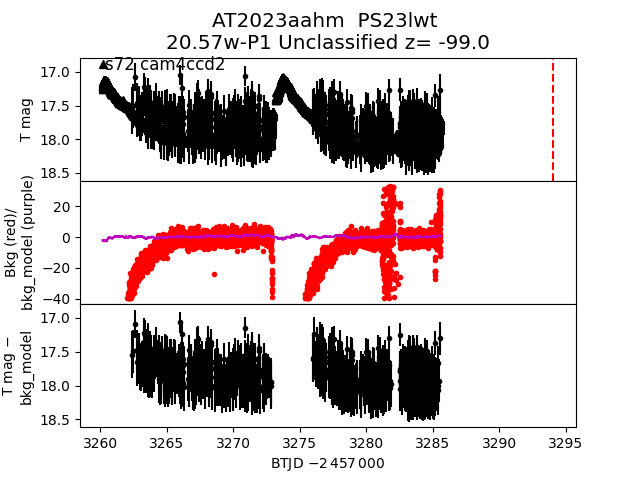 AT2023aahm  PS23lwt
20.57w-P1 Unclassified z= -99.0
s72 cam4ccd2
T mag
17.0
17.5
18.0
18.5
Bkg (red)/
bkg_model (purple)
20
0
−20
−40
T mag −
bkg_model
17.0
17.5
18.0
18.5
3260 3265 3270 3275 3280 3285 3290 3295
BTJD −2 457 000